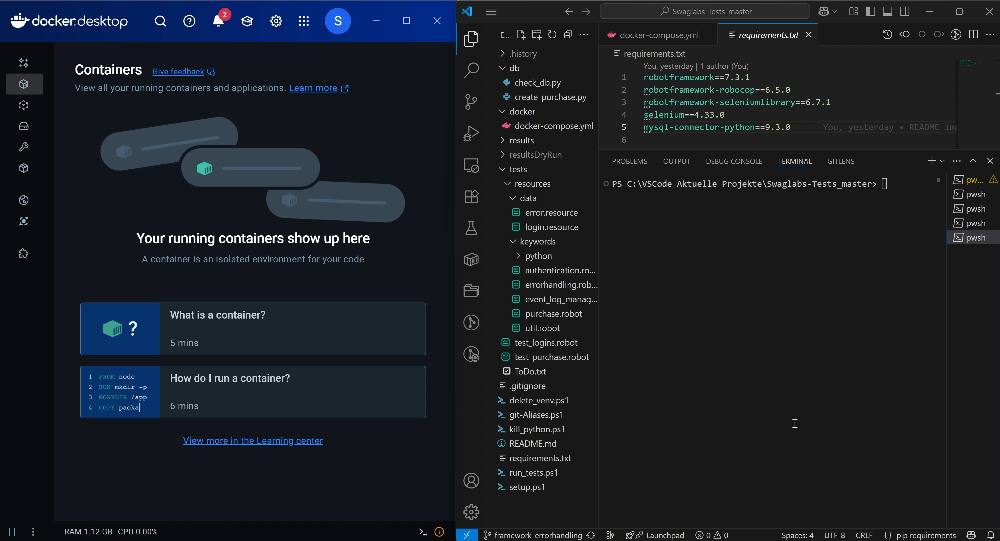 docker.desktop
2
S
Containers Give feedback
View all your running containers and applications. Learn more
Your running containers show up here
A container is an isolated environment for your code
?
What is a container?
5 mins
1 FROM node
2 RUN mkdir -p
3 WORKDIR /app
4 COPY packa
How do I run a container?
6 mins
View more in the Learning center
RAM 1.12 GB CPU 0.00%
Swaglabs-Tests_master
E...
.history
db
check_db.py
create_purchase.py
docker
docker-compose.yml
results
resultsDryRun
tests
resources
data
error.resource
login.resource
keywords
python
authentication.ro...
errorhandling.rob...
event_log_manag...
purchase.robot
util.robot
test_logins.robot
test_purchase.robot
ToDo.txt
.gitignore
delete_venv.ps1
git-Aliases.ps1
kill_python.ps1
README.md
requirements.txt
run_tests.ps1
setup.ps1
docker-compose.yml
requirements.txt
requirements.txt
You, yesterday | 1 author (You)
1 robotframework==7.3.1
2 robotframework-robocop==6.5.0
3 robotframework-seleniumlibrary==6.7.1
4 selenium==4.33.0
5 mysql-connector-python==9.3.0 You, yesterday • README imp
6
PROBLEMS OUTPUT DEBUG CONSOLE TERMINAL GITLENS
PS C:\VSCode Aktuelle Projekte\Swaglabs-Tests_master>
pw...
pwsh
pwsh
pwsh
pwsh
framework-errorhandling Launchpad 0 0 Spaces: 4 UTF-8 CRLF {} pip requirements